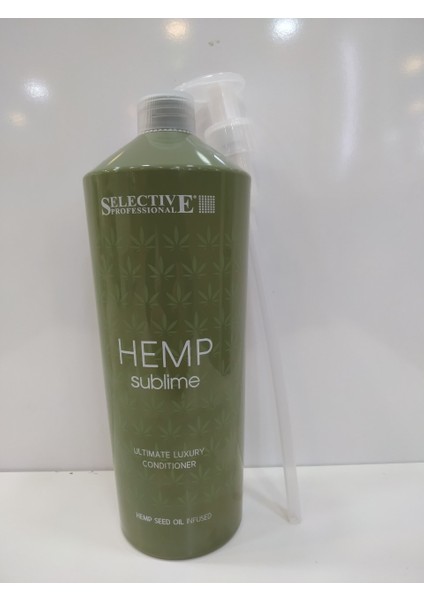 SELECTIVE®
PROFESSIONAL
HEMP
sublime
ULTIMATE LUXURY
CONDITIONER
HEMP SEED OIL INFUSED